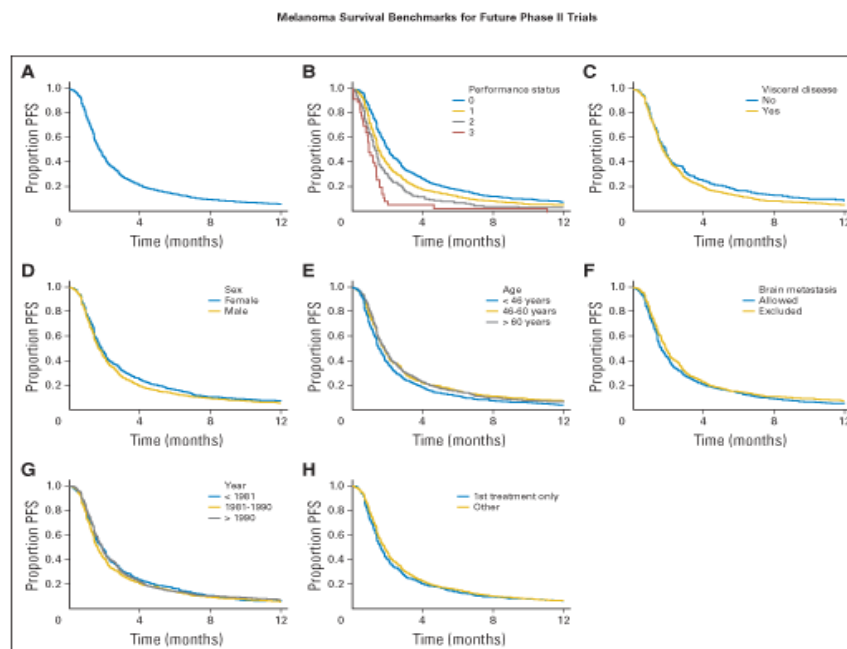 Melanoma Survival Benchmarks for Future Phase II Trials
A
Proportion PFS
1.0
0.8
0.6
0.4
0.2
0
4
8
12
Time (months)
B
Proportion PFS
1.0
0.8
0.6
0.4
0.2
0
4
8
12
Time (months)
Performance status
0
1
2
3
C
Proportion PFS
1.0
0.8
0.6
0.4
0.2
0
4
8
12
Time (months)
Visceral disease
No
Yes
D
Proportion PFS
1.0
0.8
0.6
0.4
0.2
0
4
8
12
Time (months)
Sex
Female
Male
E
Proportion PFS
1.0
0.8
0.6
0.4
0.2
0
4
8
12
Time (months)
Age
< 46 years
46-60 years
> 60 years
F
Proportion PFS
1.0
0.8
0.6
0.4
0.2
0
4
8
12
Time (months)
Brain metastasis
Allowed
Excluded
G
Proportion PFS
1.0
0.8
0.6
0.4
0.2
0
4
8
12
Time (months)
Year
< 1981
1981-1990
> 1990
H
Proportion PFS
1.0
0.8
0.6
0.4
0.2
0
4
8
12
Time (months)
1st treatment only
Other